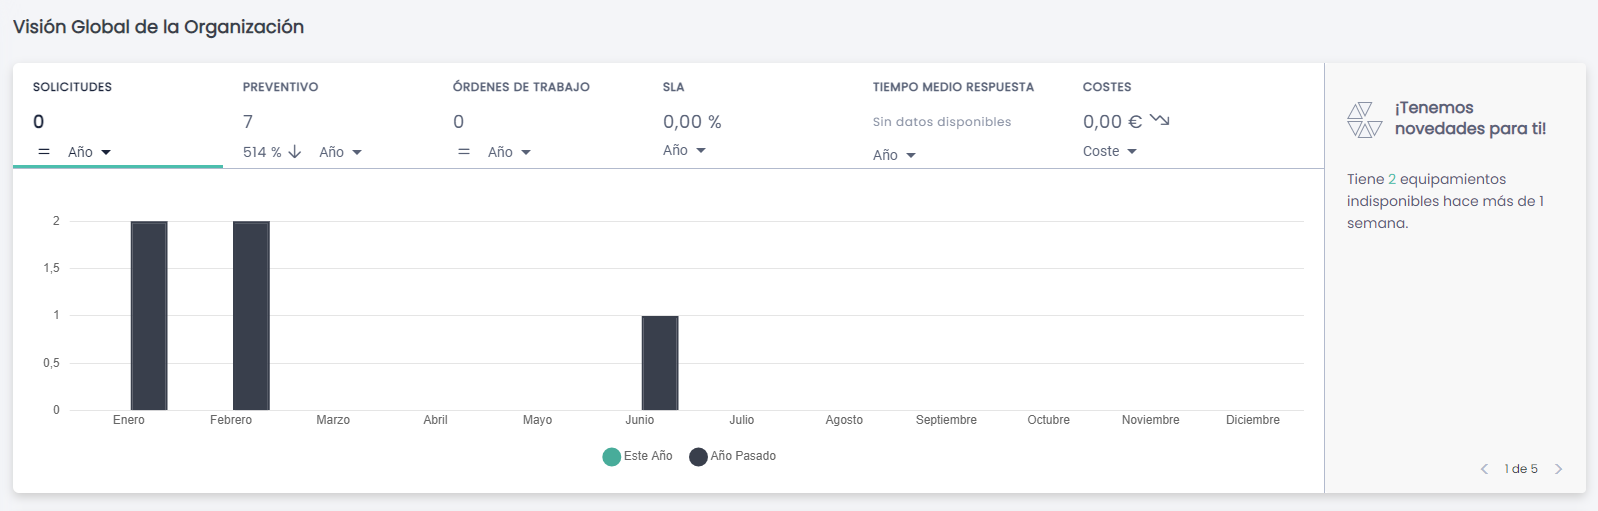 Visión Global de la Organización
SOLICITUDES
0
= Año
PREVENTIVO
7
514 % ↓ Año
ÓRDENES DE TRABAJO
0
= Año
SLA
0,00 %
Año
TIEMPO MEDIO RESPUESTA
Sin datos disponibles
Año
COSTES
0,00 €
Coste
2
1,5
1
0,5
0
Enero Febrero Marzo Abril Mayo Junio Julio Agosto Septiembre Octubre Noviembre Diciembre
Este Año Año Pasado
¡Tenemos
novedades para ti!
Tiene 2 equipamientos
indisponibles hace más de 1
semana.
1 de 5